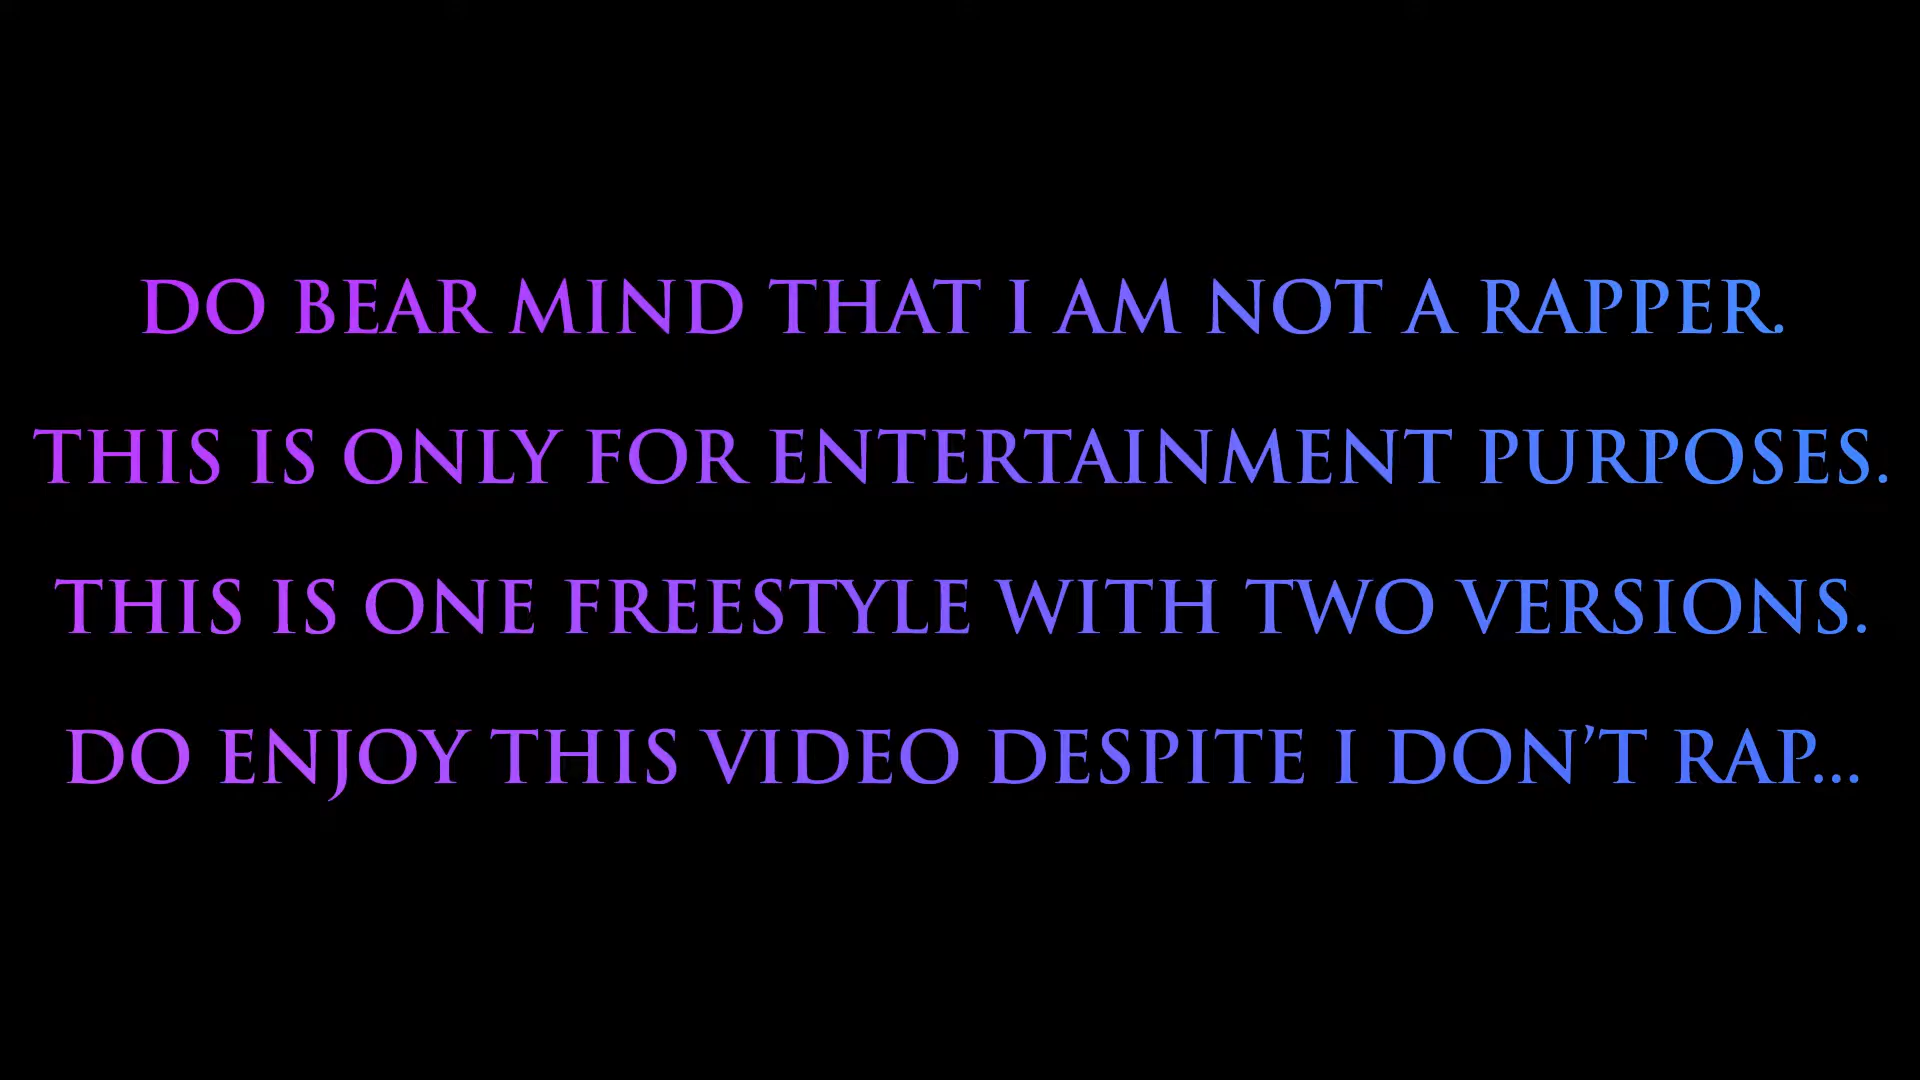 DO BEAR MIND THAT I AM NOT A RAPPER.
THIS IS ONLY FOR ENTERTAINMENT PURPOSES.
THIS IS ONE FREESTYLE WITH TWO VERSIONS.
DO ENJOY THIS VIDEO DESPITE I DON’T RAP...